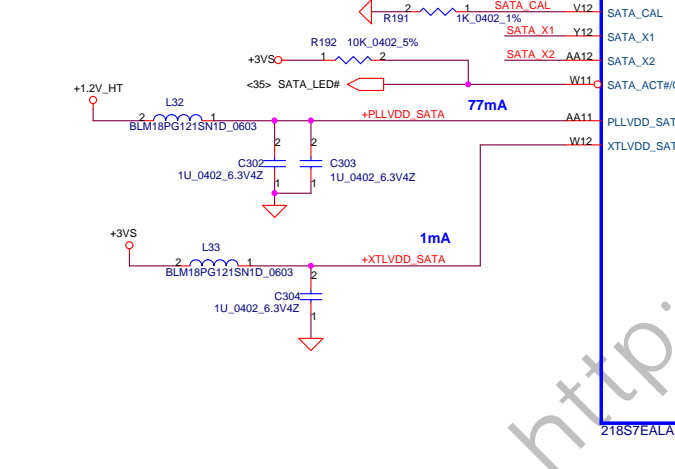 SATA_CAL V12 SATA_CAL
2 1
R191 1K_0402_1%
SATA_X1 Y12 SATA_X1
R192 10K_0402_5%
+3VS 1 2 SATA_X2 AA12 SATA_X2
<35> SATA_LED# W11 SATA_ACT#/
+1.2V_HT
L32 77mA
2 1 +PLLVDD_SATA AA11 PLLVDD_SAT
BLM18PG121SN1D_0603
2 2 W12 XTLVDD_SAT
C302 C303
1U_0402_6.3V4Z 1 1 1U_0402_6.3V4Z
+3VS 1mA
L33
2 1 +XTLVDD_SATA
BLM18PG121SN1D_0603
2
C304
1U_0402_6.3V4Z 1
http:
218S7EALA